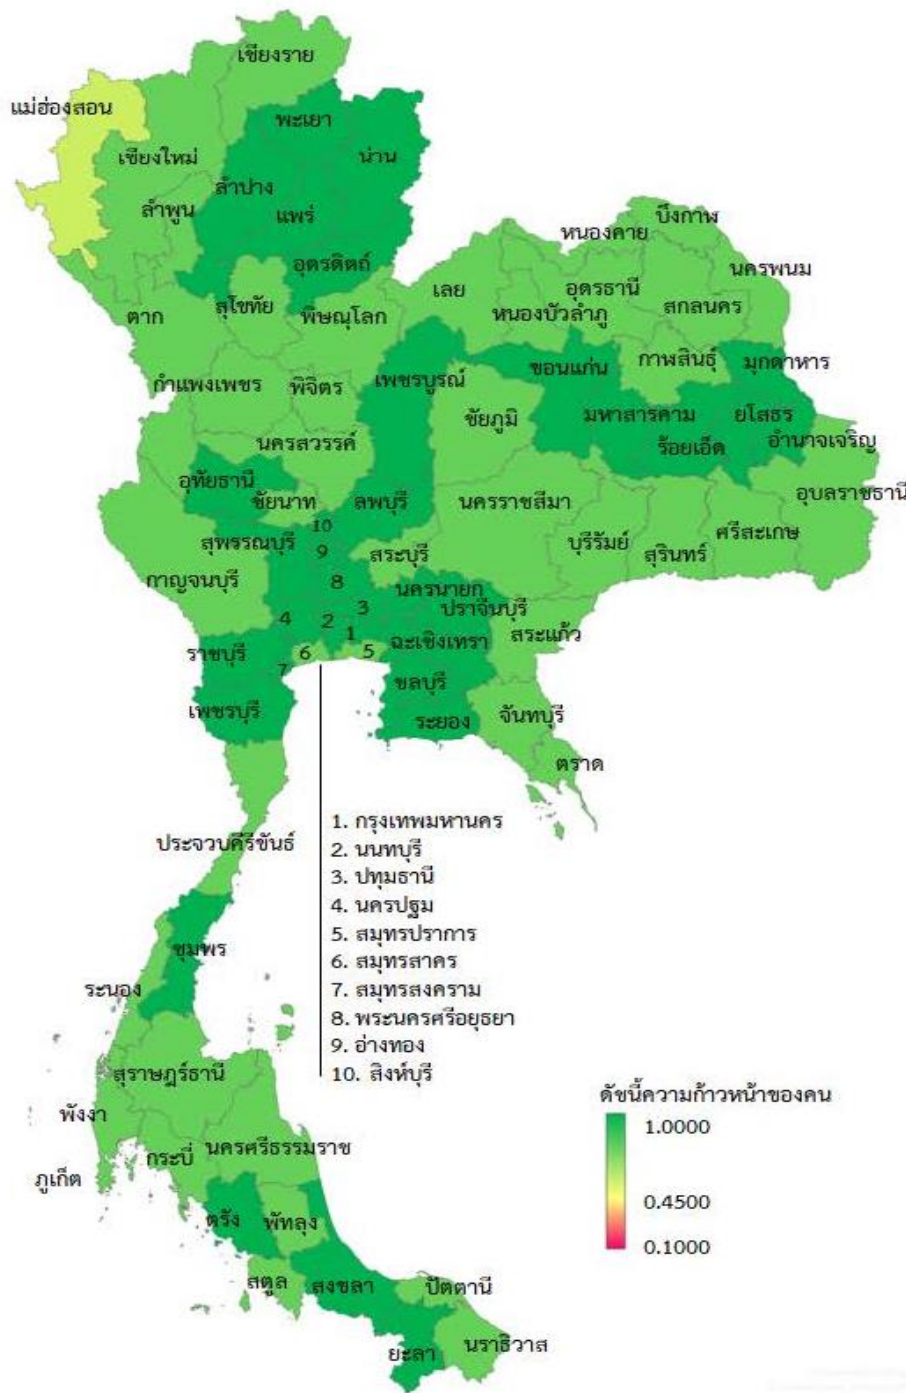 เชียงราย
แม่ฮ่องสอน
พะเยา
เชียงใหม่
น่าน
ลำปาง
ลำพูน
แพร่
บึงกาฬ
หนองคาย
อุตรดิตถ์
นครพนม
เลย
อุดรธานี
สุโขทัย
สกลนคร
ตาก
พิษณุโลก
หนองบัวลำภู
กาฬสินธุ์
มุกดาหาร
ขอนแก่น
เพชรบูรณ์
กำแพงเพชร
พิจิตร
ชัยภูมิ
มหาสารคาม
ยโสธร
นครสวรรค์
ร้อยเอ็ด
อำนาจเจริญ
อุทัยธานี
ชัยนาท
ลพบุรี
นครราชสีมา
อุบลราชธานี
10
สุพรรณบุรี
9
สระบุรี
บุรีรัมย์
สุรินทร์
ศรีสะเกษ
กาญจนบุรี
8
นครนายก
3
ปราจีนบุรี
4
2
1
ฉะเชิงเทรา
สระแก้ว
ราชบุรี
6
5
7
ชลบุรี
เพชรบุรี
ระยอง
จันทบุรี
ตราด
ประจวบคีรีขันธ์
1. กรุงเทพมหานคร
2. นนทบุรี
3. ปทุมธานี
4. นครปฐม
5. สมุทรปราการ
6. สมุทรสาคร
7. สมุทรสงคราม
8. พระนครศรีอยุธยา
9. อ่างทอง
10. สิงห์บุรี
ชุมพร
ระนอง
สุราษฎร์ธานี
พังงา
นครศรีธรรมราช
กระบี่
ภูเก็ต
ตรัง
พัทลุง
สตูล
สงขลา
ปัตตานี
ยะลา
นราธิวาส
ดัชนีความก้าวหน้าของคน
1.0000
0.4500
0.1000